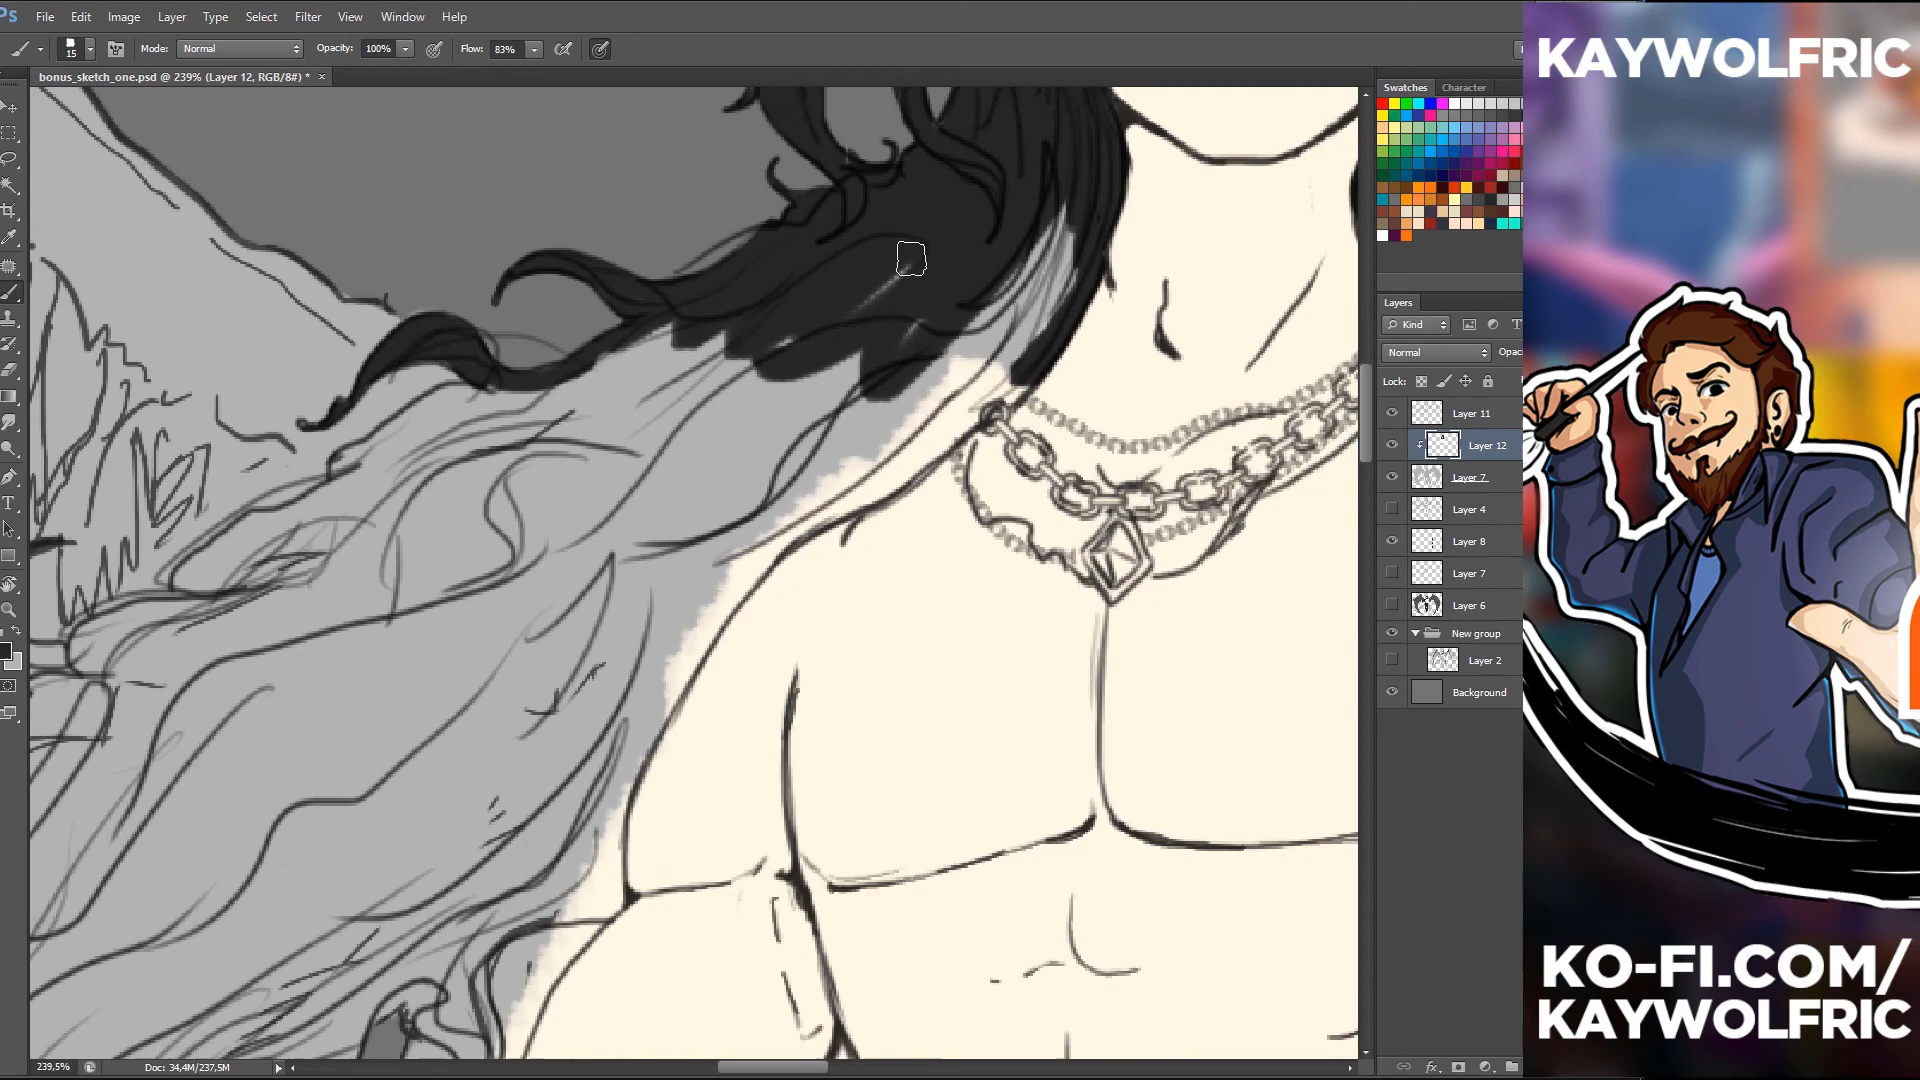 Ps File Edit Image Layer Type Select Filter View Window Help
15 Mode: Normal Opacity: 100% Flow: 83%
bonus_sketch_one.psd @ 239% (Layer 12, RGB/8#) * ×
Swatches Character
Layers
Kind
Normal Opac
Lock:
Layer 11
Layer 12
Layer 7
Layer 4
Layer 8
Layer 7
Layer 6
New group
Layer 2
Background
239,5% Doc: 34,4M/237,5M
KAYWOLFRIC
KO-FI.COM/
KAYWOLFRIC